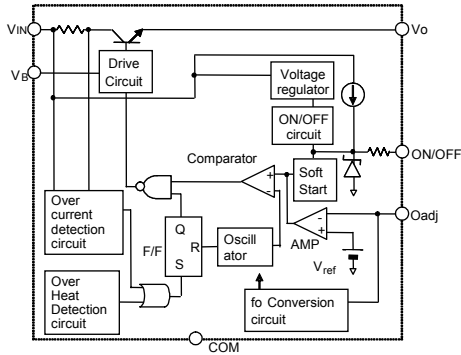 VIN
Vo
VB
Drive
Circuit
Voltage
regulator
ON/OFF
circuit
ON/OFF
Comparator
+
-
Soft
Start
Over
current
detection
circuit
Oadj
-
+
AMP
Q
F/F
R
S
Oscill
ator
Vref
Over
Heat
Detection
circuit
fo Conversion
circuit
COM